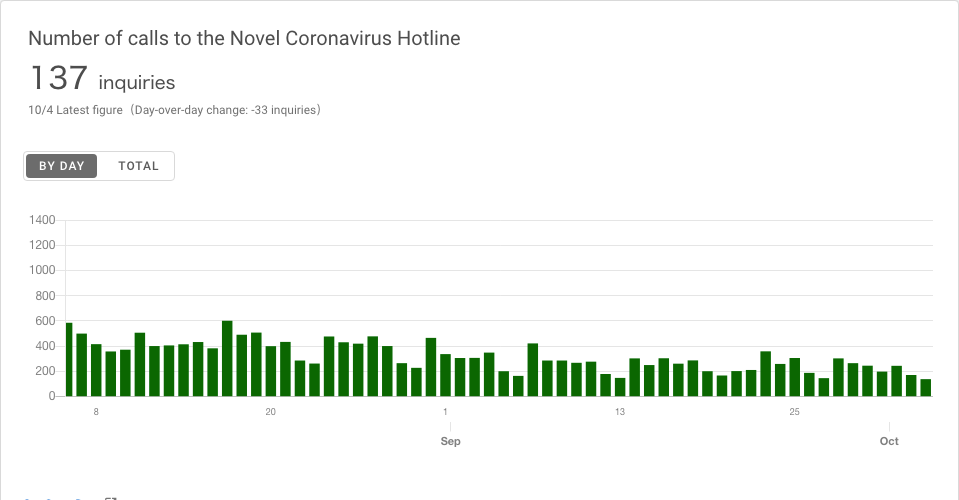 Number of calls to the Novel Coronavirus Hotline
137 inquiries
10/4 Latest figure（Day-over-day change: -33 inquiries）
BY DAY TOTAL
1400
1200
1000
800
600
400
200
0
8 20 1 13 25
Sep Oct